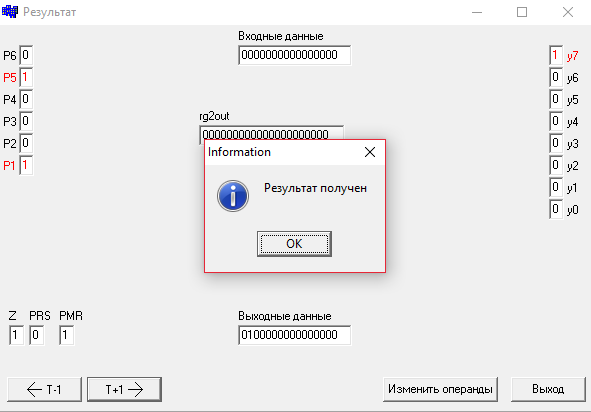 Результат
Входные данные
0000000000000000
P6 0
P5 1
P4 0
P3 0
P2 0
P1 1
1 y7
0 y6
0 y5
0 y4
0 y3
0 y2
0 y1
0 y0
rg2out
Information
Результат получен
OK
Z PRS PMR
1 0 1
Выходные данные
0100000000000000
T-1
T+1
Изменить операнды
Выход